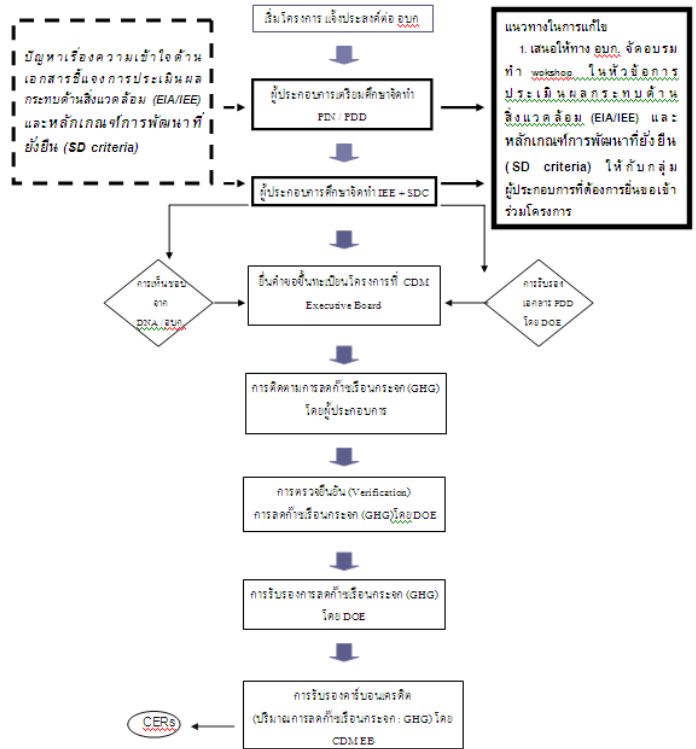 เริ่มโครงการ แจ้งประสงค์ต่อ อบก
ปัญหาเรื่องความเข้าใจด้าน
เอกสารชี้แจงการประเมินผล
กระทบด้านสิ่งแวดล้อม (EIA/IEE)
และหลักเกณฑ์การพัฒนาที่
ยั่งยืน (SD criteria)
ผู้ประกอบการเตรียมศึกษาจัดทำ
PIN / PDD
แนวทางในการแก้ไข
1. เสนอให้ทาง อบก. จัดอบรม
ทำ wokshop ในหัวข้อการ
ประเมินผลกระทบด้าน
สิ่งแวดล้อม (EIA/IEE) และ
หลักเกณฑ์การพัฒนาที่ยั่งยืน
(SD criteria) ให้กับกลุ่ม
ผู้ประกอบการที่ต้องการยื่นขอเข้า
ร่วมโครงการ
ผู้ประกอบการศึกษาจัดทำ IEE + SDC
การเห็นชอบ
จาก
DNA /อบก.
ยื่นคำขอขึ้นทะเบียนโครงการที่ CDM
Executive Board
การรับรอง
เอกสาร PDD
โดย DOE
การติดตามการลดก๊าซเรือนกระจก (GHG)
โดยผู้ประกอบการ
การตรวจยืนยัน (Verification)
การลดก๊าซเรือนกระจก (GHG)โดย DOE
การรับรองการลดก๊าซเรือนกระจก (GHG)
โดย DOE
การรับรองคาร์บอนเครดิต
(ปริมาณการลดก๊าซเรือนกระจก : GHG) โดย
CDM EB
CERs